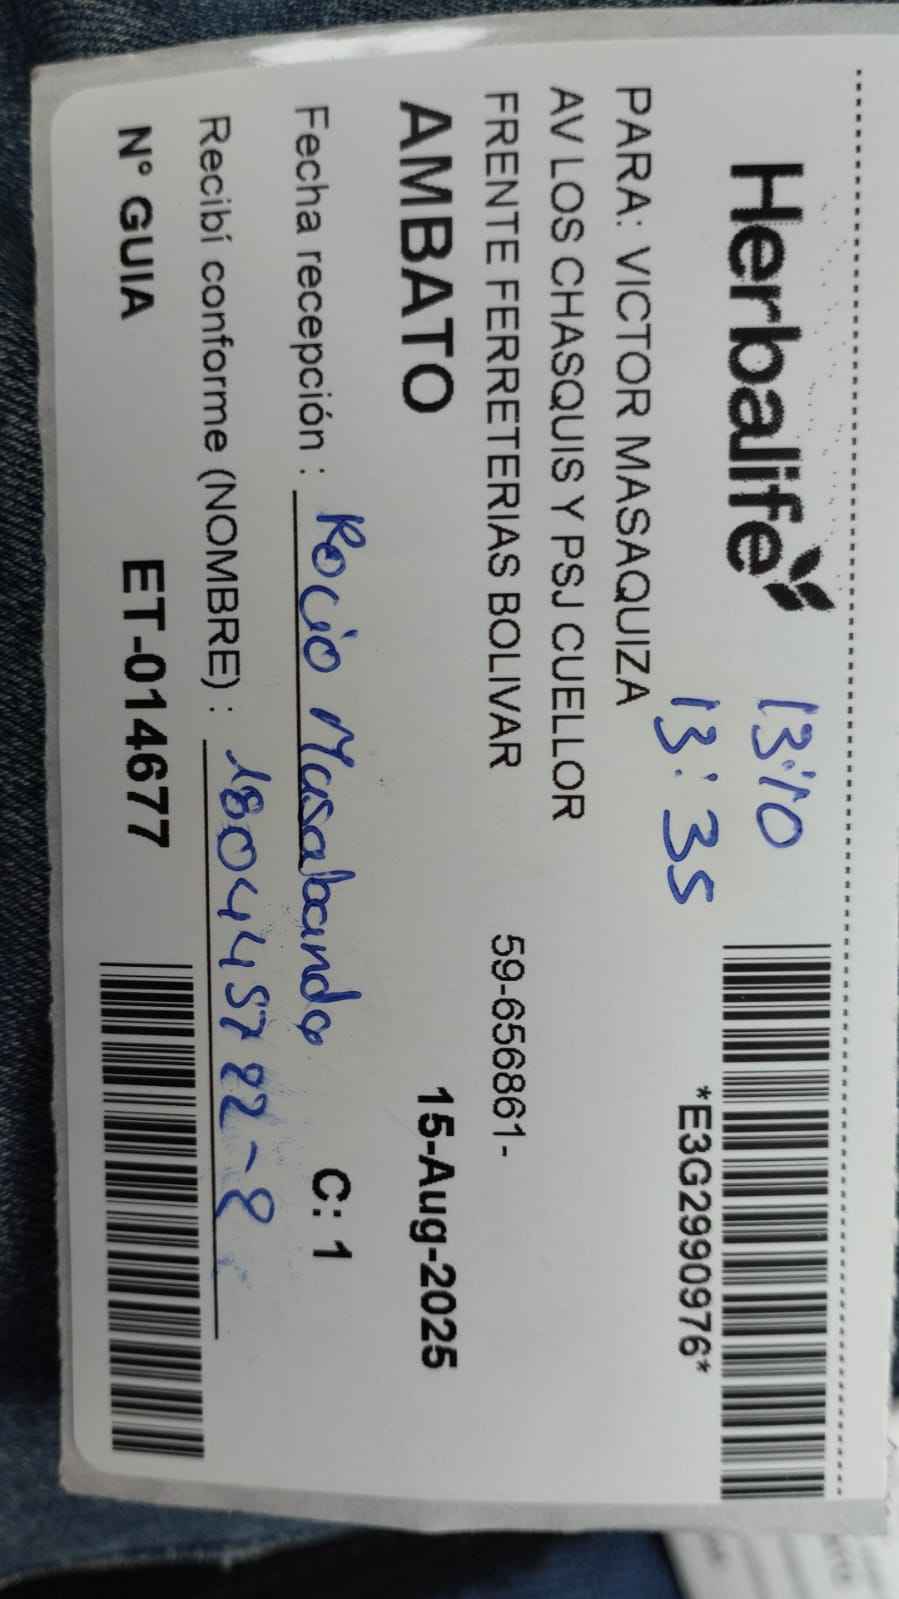 Herbalife
13:10
*E3G2990976*
PARA: VICTOR MASAQUIZA
13:35
AV LOS CHASQUIS Y PSJ CUELLOR
FRENTE FERRETERIAS BOLIVAR 59-656861-
AMBATO 15-Aug-2025
Fecha recepción : Rocío Masabanda C: 1
Recibí conforme (NOMBRE) : 180445722-8
N° GUIA ET-014677